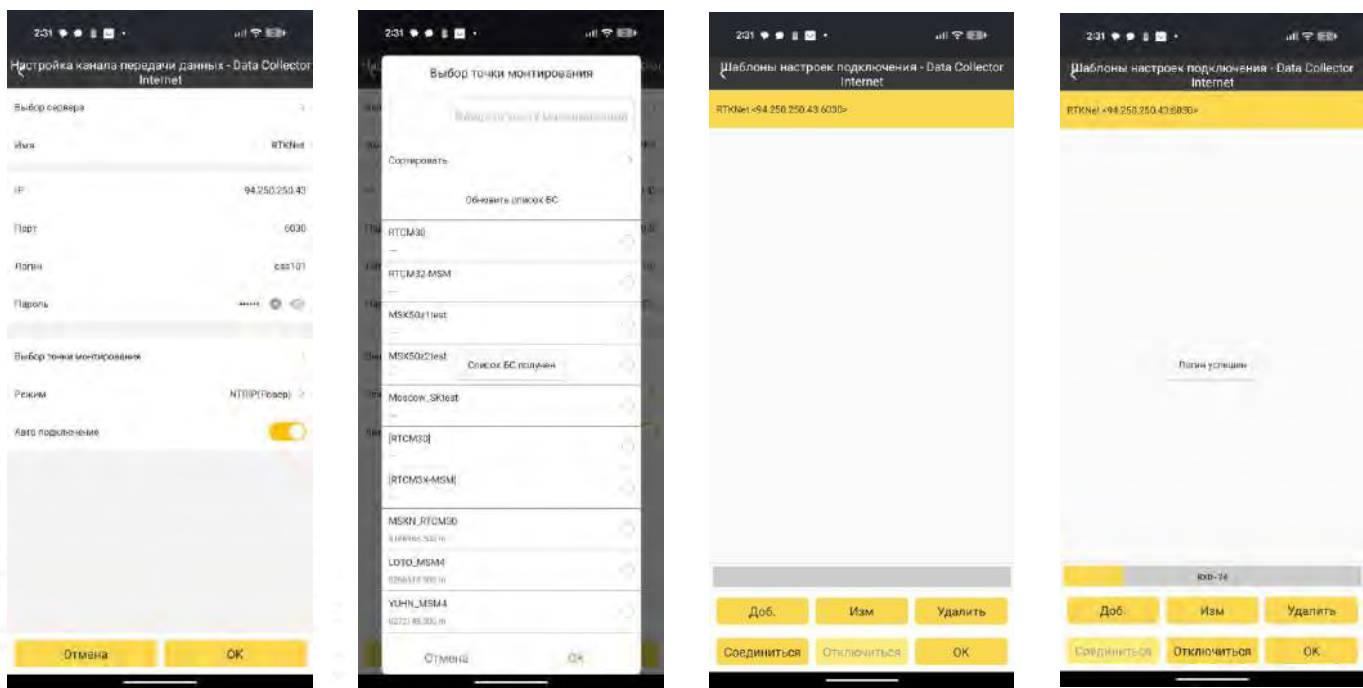 2:31
Настройка канала передачи данных - Data Collector
Internet
Выбор сервера
Имя
RTKNet
IP
94.250.250.43
Порт
6030
Логин
css101
Пароль
Выбор точки монтирования
Режим
NTRIP(Ровер)
Авто подключение
Отмена
OK
2:31
Выбор точки монтирования
Сортировать
Обновить список БС
RTCM30
RTCM32-MSM
MSK50z1test
MSK50z2test
Список БС получен
Moscow_SKtest
[RTCM30]
[RTCM3X-MSM]
MSKN_RTCM30
LOTO_MSM4
YUHN_MSM4
Отмена
OK
2:31
Шаблоны настроек подключения - Data Collector
Internet
RTKNet <94.250.250.43:6030>
Доб.
Изм
Удалить
Соединиться
Отключиться
OK
2:31
Шаблоны настроек подключения - Data Collector
Internet
RTKNet <94.250.250.43:6030>
Логин успешен
RXD-74
Доб.
Изм
Удалить
Соединиться
Отключиться
OK